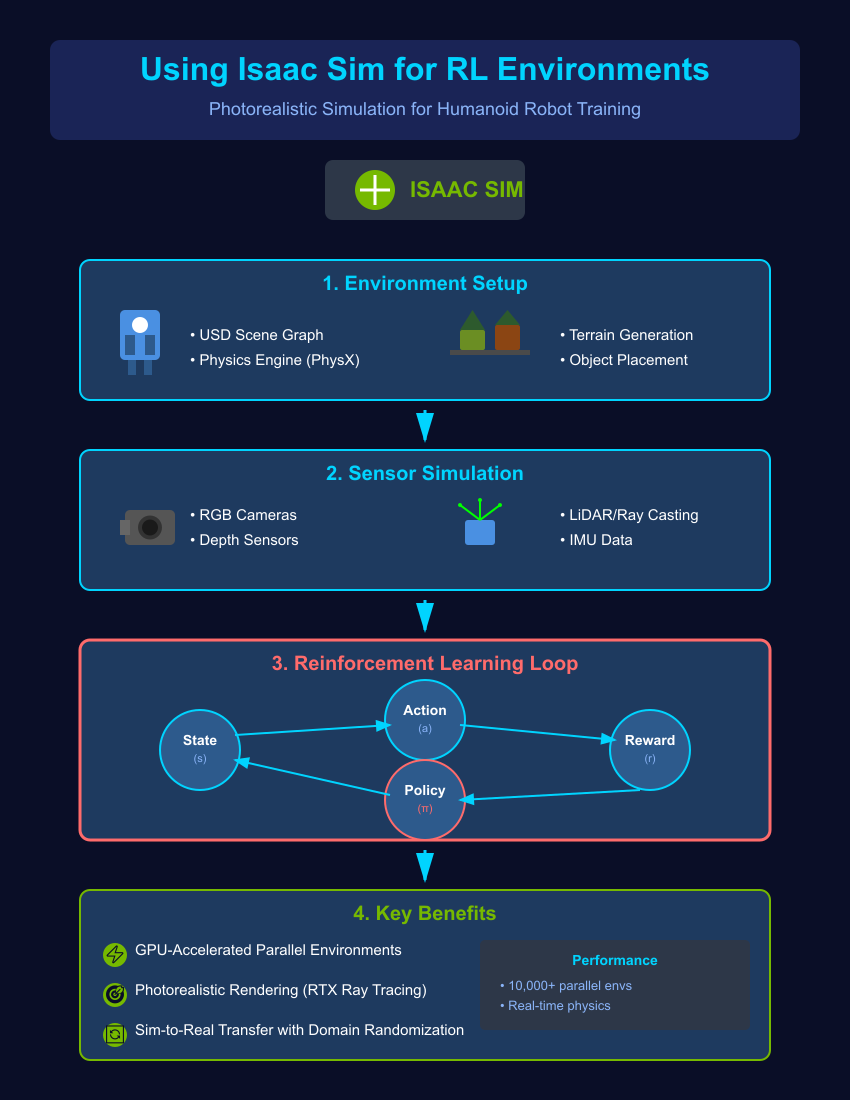 Using Isaac Sim for RL Environments
Photorealistic Simulation for Humanoid Robot Training
ISAAC SIM
1. Environment Setup
• USD Scene Graph
• Physics Engine (PhysX)
• Terrain Generation
• Object Placement
2. Sensor Simulation
• RGB Cameras
• Depth Sensors
• LiDAR/Ray Casting
• IMU Data
3. Reinforcement Learning Loop
State
(s)
Action
(a)
Reward
(r)
Policy
(π)
4. Key Benefits
GPU-Accelerated Parallel Environments
Photorealistic Rendering (RTX Ray Tracing)
Sim-to-Real Transfer with Domain Randomization
Performance
• 10,000+ parallel envs
• Real-time physics